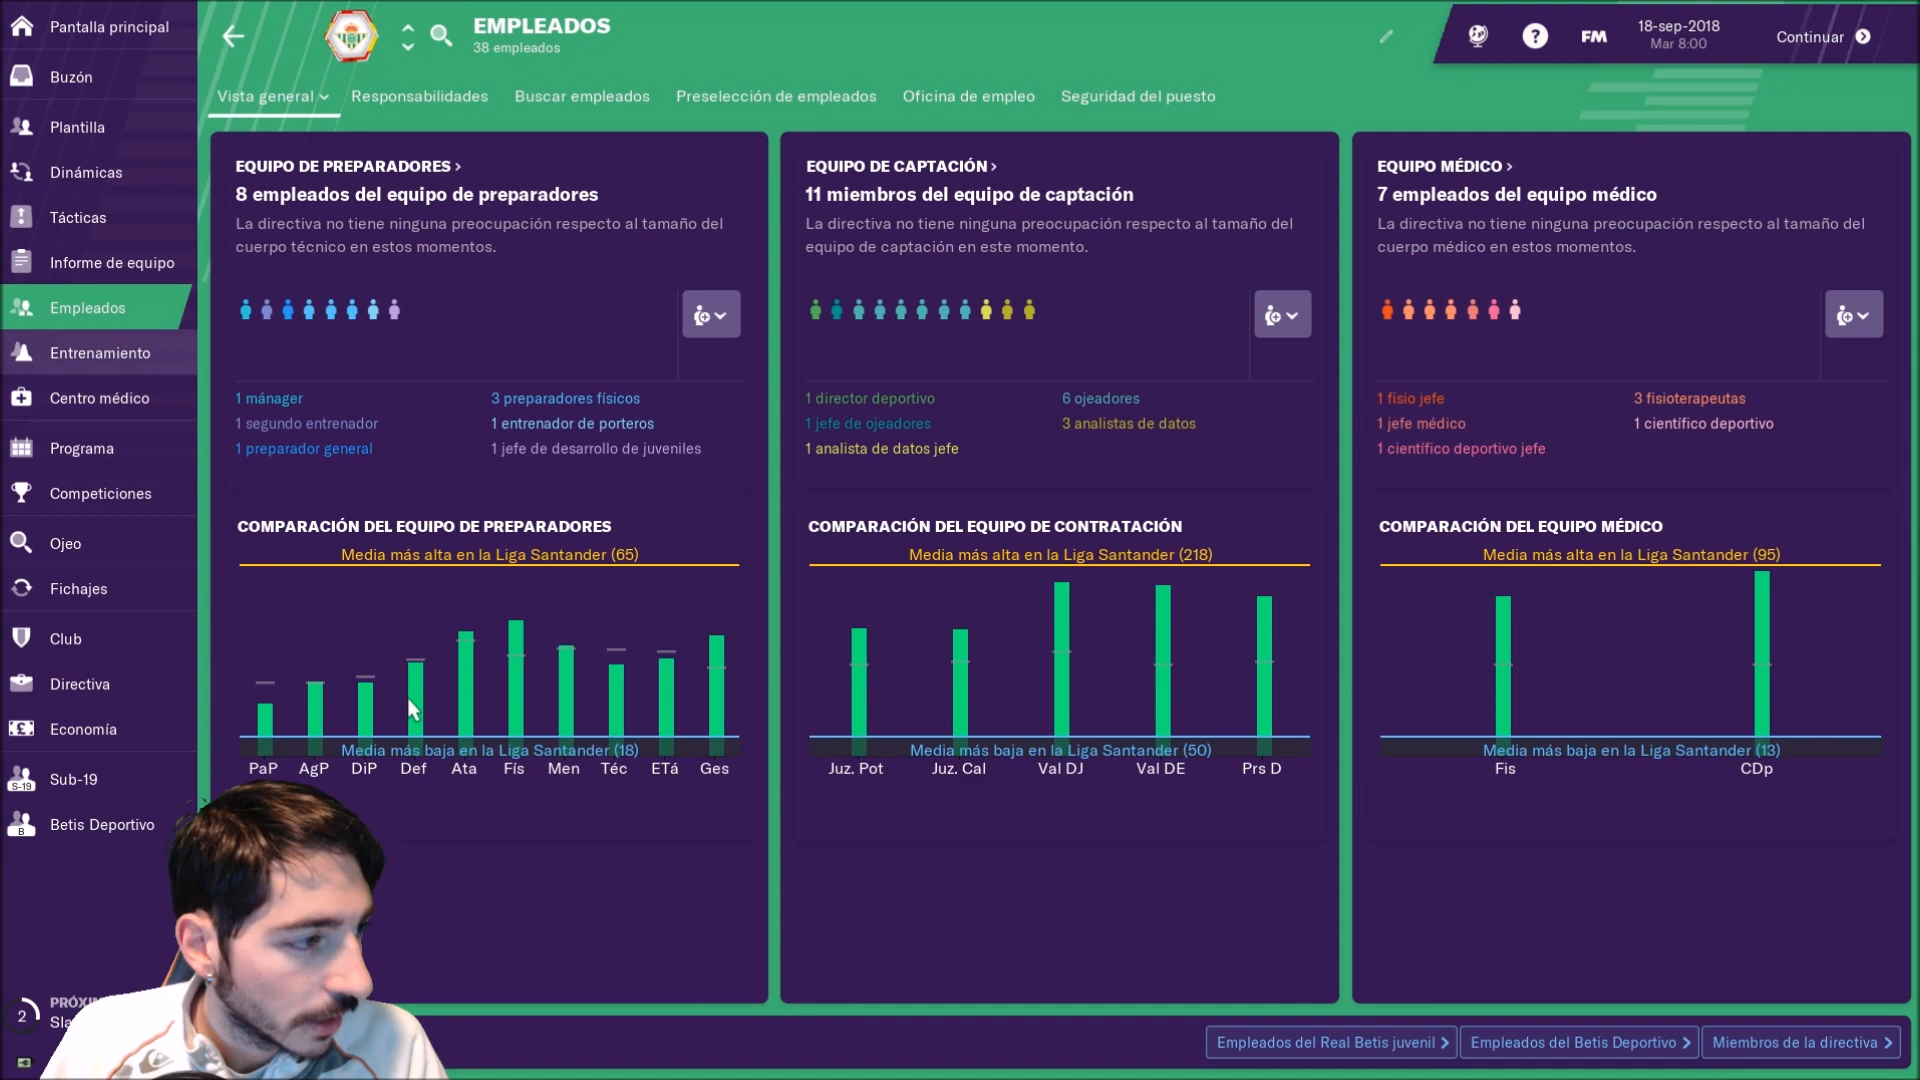 Pantalla principal
Buzón
Plantilla
Dinámicas
Tácticas
Informe de equipo
Empleados
Entrenamiento
Centro médico
Programa
Competiciones
Ojeo
Fichajes
Club
Directiva
Economía
S-19
Sub-19
B
Betis Deportivo
2
EMPLEADOS
38 empleados
?
FM
18-sep-2018
Mar 8:00
Continuar
Vista general
Responsabilidades
Buscar empleados
Preselección de empleados
Oficina de empleo
Seguridad del puesto
EQUIPO DE PREPARADORES >
8 empleados del equipo de preparadores
La directiva no tiene ninguna preocupación respecto al tamaño del
cuerpo técnico en estos momentos.
1 mánager
1 segundo entrenador
1 preparador general
3 preparadores físicos
1 entrenador de porteros
1 jefe de desarrollo de juveniles
COMPARACIÓN DEL EQUIPO DE PREPARADORES
Media más alta en la Liga Santander (65)
Media más baja en la Liga Santander (18)
PaP AgP DiP Def Ata Fís Men Téc ETá Ges
EQUIPO DE CAPTACIÓN >
11 miembros del equipo de captación
La directiva no tiene ninguna preocupación respecto al tamaño del
equipo de captación en este momento.
1 director deportivo
1 jefe de ojeadores
1 analista de datos jefe
6 ojeadores
3 analistas de datos
COMPARACIÓN DEL EQUIPO DE CONTRATACIÓN
Media más alta en la Liga Santander (218)
Media más baja en la Liga Santander (50)
Juz. Pot Juz. Cal Val DJ Val DE Prs D
EQUIPO MÉDICO >
7 empleados del equipo médico
La directiva no tiene ninguna preocupación respecto al tamaño del
cuerpo médico en estos momentos.
1 fisio jefe
1 jefe médico
1 científico deportivo jefe
3 fisioterapeutas
1 científico deportivo
COMPARACIÓN DEL EQUIPO MÉDICO
Media más alta en la Liga Santander (95)
Media más baja en la Liga Santander (13)
Fis CDp
Empleados del Real Betis juvenil >
Empleados del Betis Deportivo >
Miembros de la directiva >